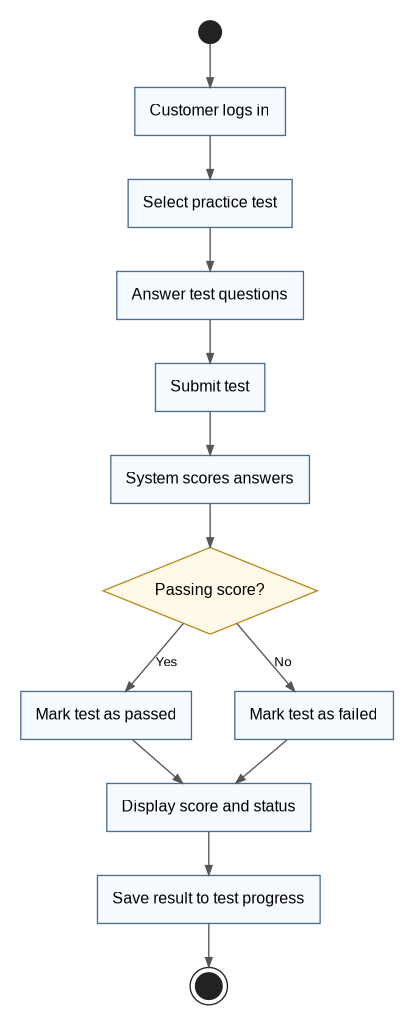 Customer logs in
Select practice test
Answer test questions
Submit test
System scores answers
Passing score?
Yes
No
Mark test as passed
Mark test as failed
Display score and status
Save result to test progress